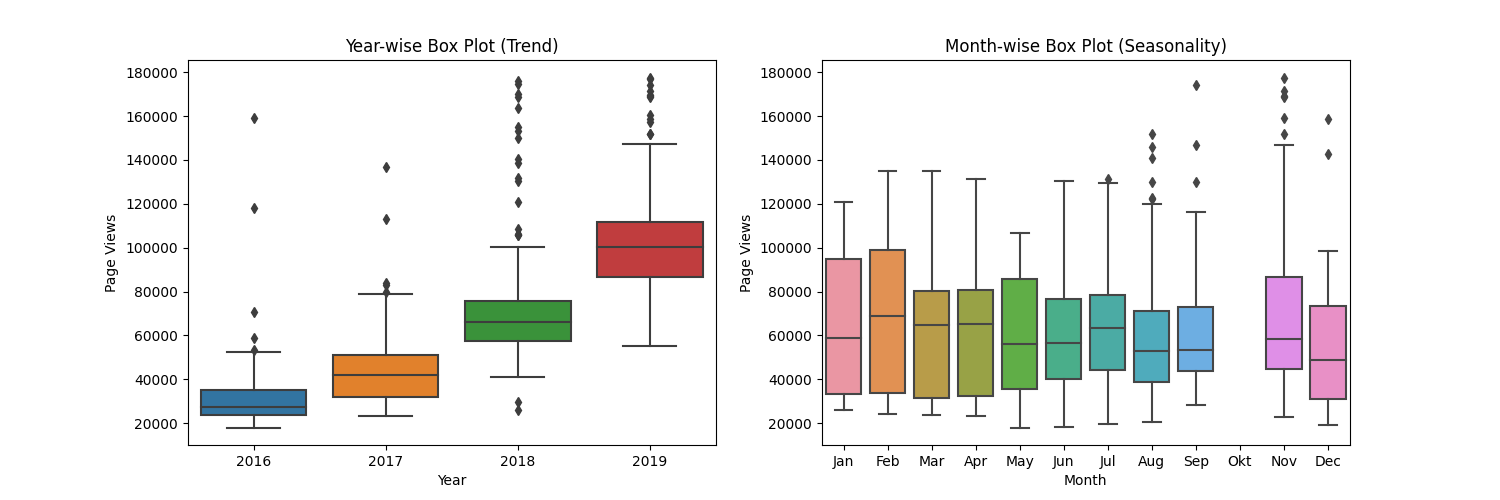 Year-wise Box Plot (Trend)
Page Views
180000
160000
140000
120000
100000
80000
60000
40000
20000
2016 2017 2018 2019
Year
Month-wise Box Plot (Seasonality)
Page Views
180000
160000
140000
120000
100000
80000
60000
40000
20000
Jan Feb Mar Apr May Jun Jul Aug Sep Okt Nov Dec
Month